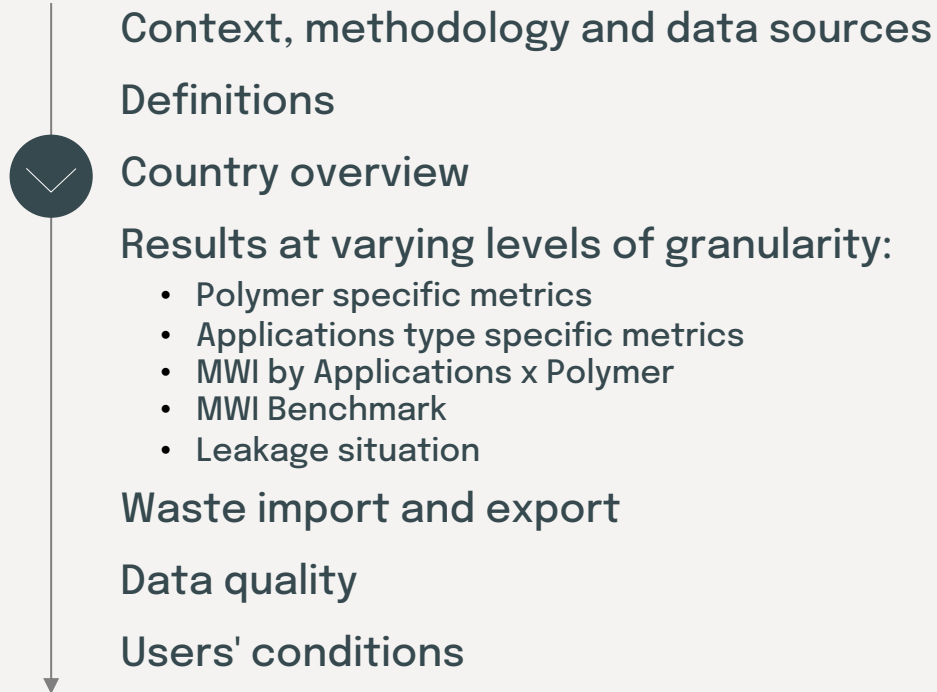 Context, methodology and data sources
Definitions
Country overview
Results at varying levels of granularity:
• Polymer specific metrics
• Applications type specific metrics
• MWI by Applications x Polymer
• MWI Benchmark
• Leakage situation
Waste import and export
Data quality
Users' conditions